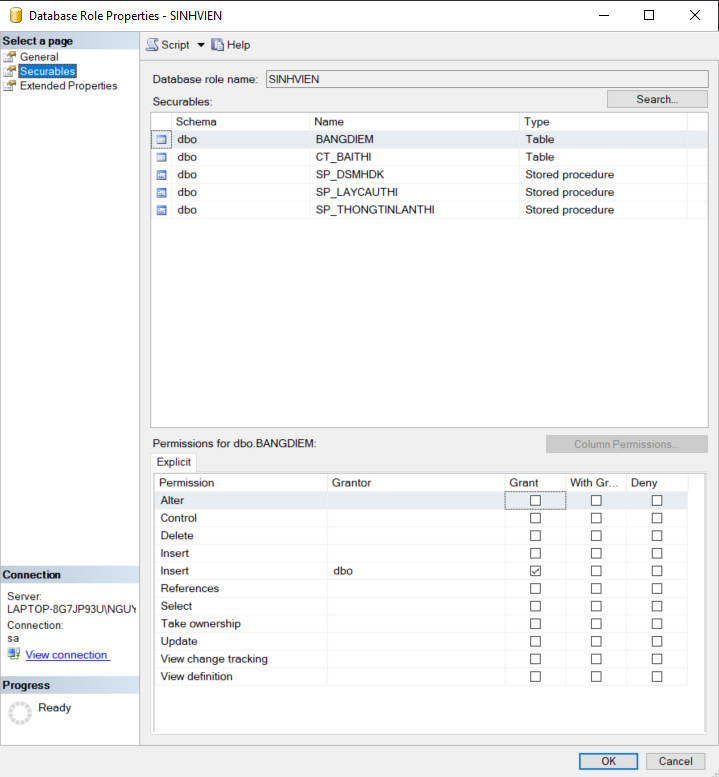 Database Role Properties - SINHVIEN
Select a page
General
Securables
Extended Properties
Script Help
Database role name: SINHVIEN
Securables: Search...
Schema Name Type
dbo BANGDIEM Table
dbo CT_BAITHI Table
dbo SP_DSMHDK Stored procedure
dbo SP_LAYCAUTHI Stored procedure
dbo SP_THONGTINLANTHI Stored procedure
Permissions for dbo.BANGDIEM: Column Permissions...
Explicit
Permission Grantor Grant With Gr... Deny
Alter
Control
Delete
Insert
Insert dbo
References
Select
Take ownership
Update
View change tracking
View definition
Connection
Server:
LAPTOP-8G7JP93U\NGUY
Connection:
sa
View connection
Progress
Ready
OK Cancel